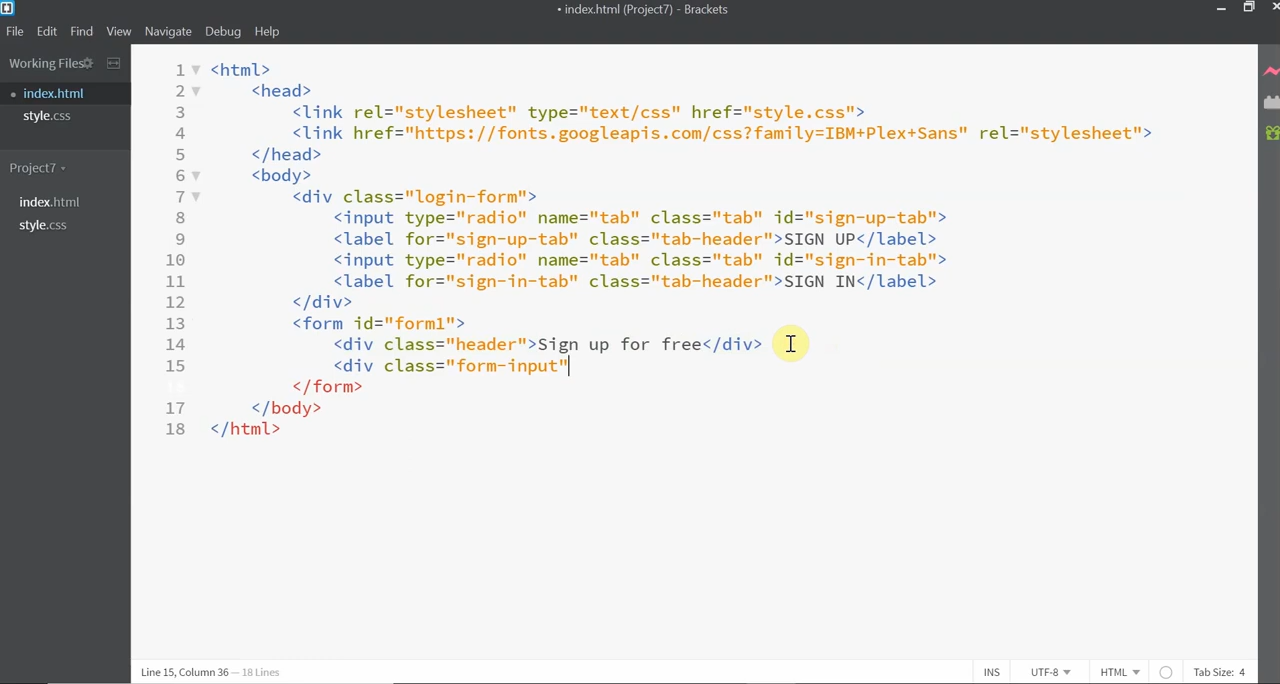 • index.html (Project7) - Brackets
File Edit Find View Navigate Debug Help
Working Files
• index.html
style.css
Project7
index.html
style.css
1 <html>
2 <head>
3 <link rel="stylesheet" type="text/css" href="style.css">
4 <link href="https://fonts.googleapis.com/css?family=IBM+Plex+Sans" rel="stylesheet">
5 </head>
6 <body>
7 <div class="login-form">
8 <input type="radio" name="tab" class="tab" id="sign-up-tab">
9 <label for="sign-up-tab" class="tab-header">SIGN UP</label>
10 <input type="radio" name="tab" class="tab" id="sign-in-tab">
11 <label for="sign-in-tab" class="tab-header">SIGN IN</label>
12 </div>
13 <form id="form1">
14 <div class="header">Sign up for free</div>
15 <div class="form-input"
16 </form>
17 </body>
18 </html>
Line 15, Column 36 — 18 Lines INS UTF-8 HTML Tab Size: 4